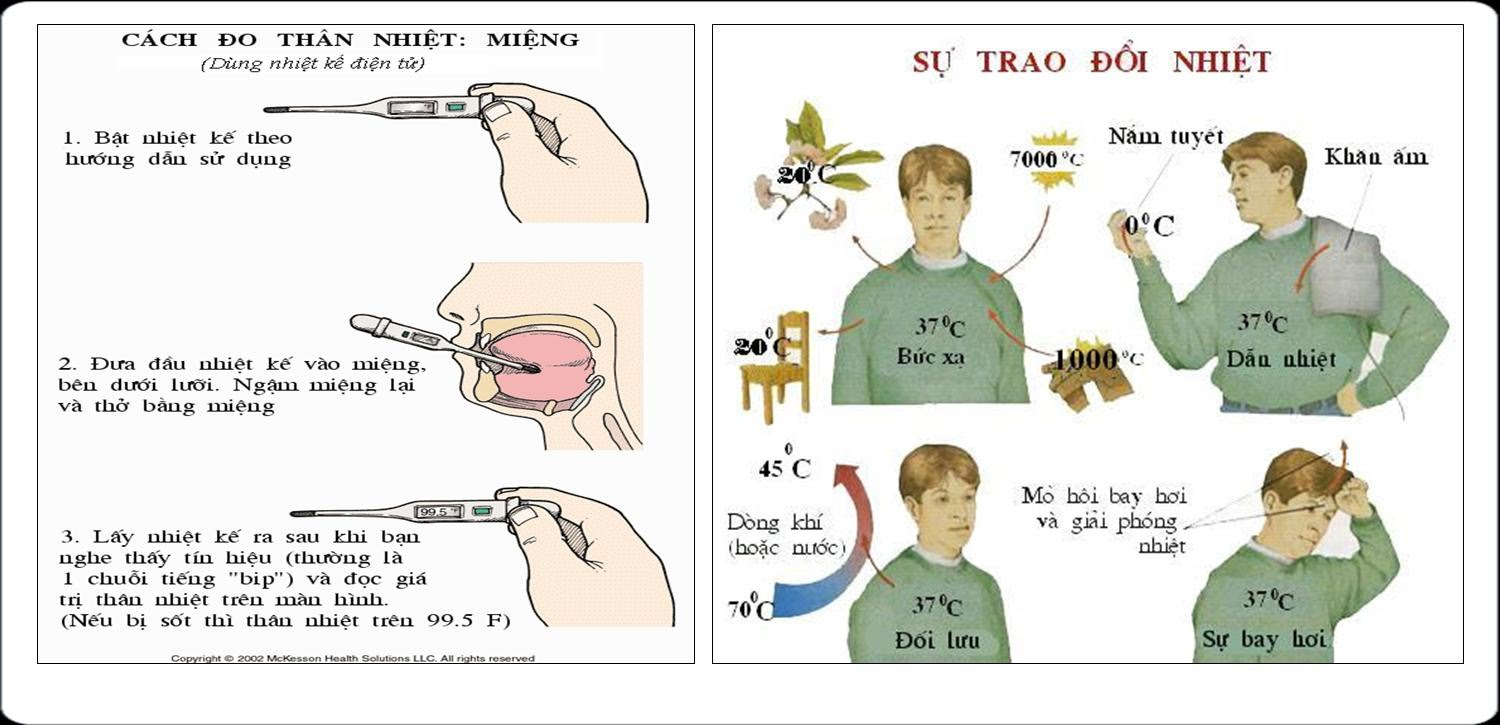 CÁCH ĐO THÂN NHIỆT: MIỆNG
(Dùng nhiệt kế điện tử)
1. Bật nhiệt kế theo
hướng dẫn sử dụng
2. Đưa đầu nhiệt kế vào miệng,
bên dưới lưỡi. Ngậm miệng lại
và thở bằng miệng
99.5 °F
3. Lấy nhiệt kế ra sau khi bạn
nghe thấy tín hiệu (thường là
1 chuỗi tiếng "bip") và đọc giá
trị thân nhiệt trên màn hình.
(Nếu bị sốt thì thân nhiệt trên 99.5 F)
Copyright © 2002 McKesson Health Solutions LLC. All rights reserved
SỰ TRAO ĐỔI NHIỆT
20°C
7000 °C
20°C
1000 °C
37°C
Bức xạ
Nắm tuyết
Khăn ấm
0°C
37°C
Dẫn nhiệt
45°C
Dòng khí
(hoặc nước)
70°C
37°C
Đối lưu
Mồ hôi bay hơi
và giải phóng
nhiệt
37°C
Sự bay hơi